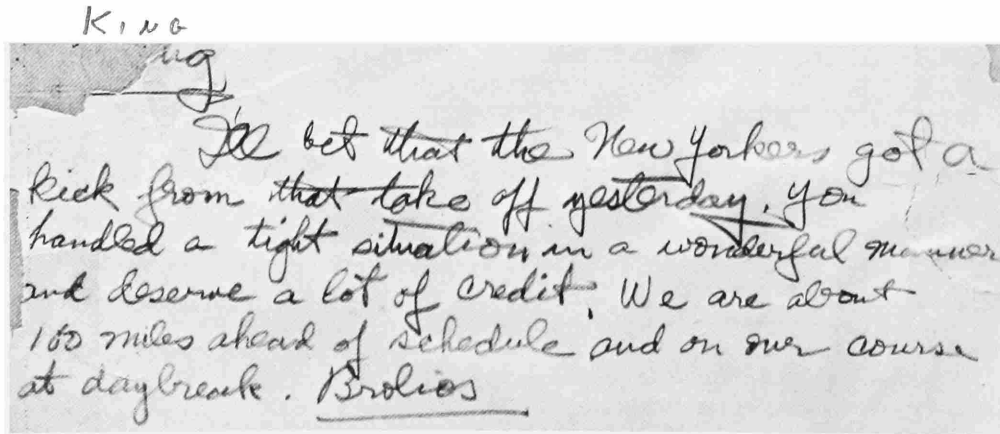 KING
ng
I'll bet that the New Yorkers got a
kick from that take off yesterday. You
handled a tight situation in a wonderful manner
and deserve a lot of credit. We are about
100 miles ahead of schedule and on our course
at daybreak. Brolios